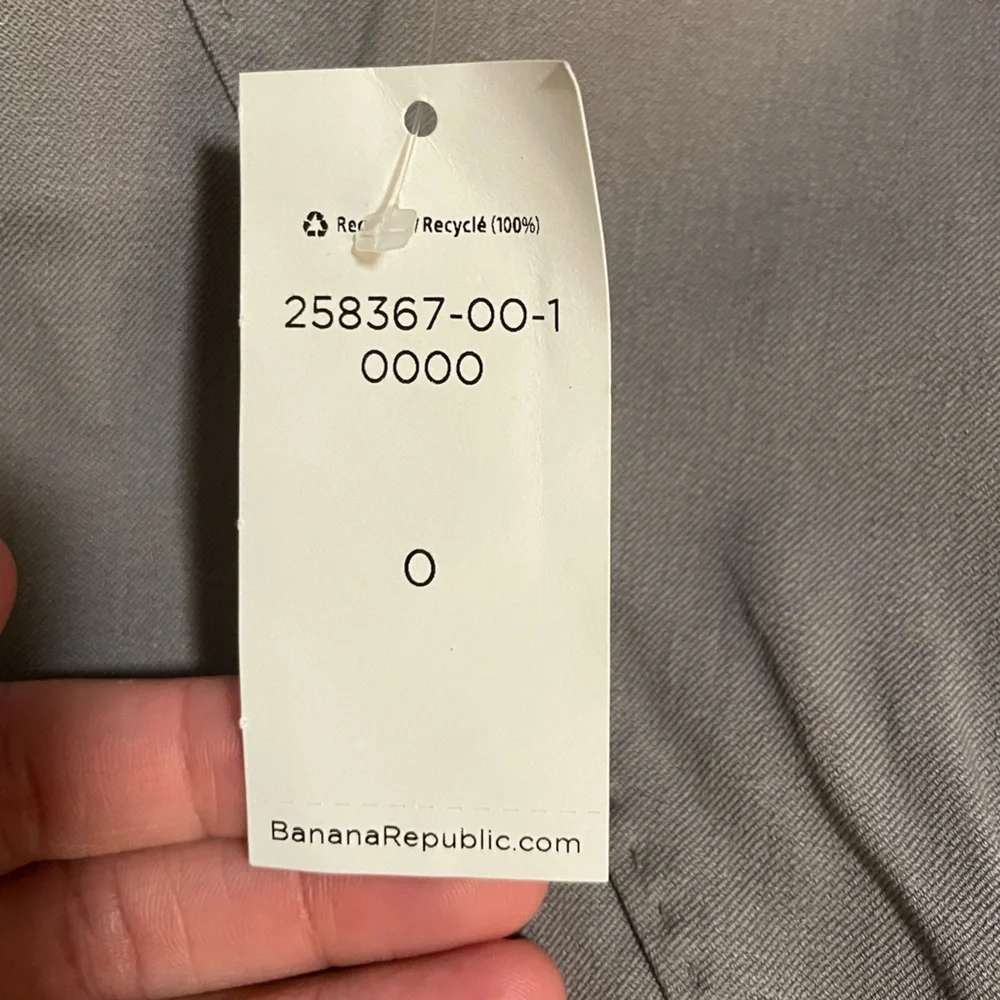 / Recyclé (100%)
258367-00-1
0000
0
BananaRepublic.com